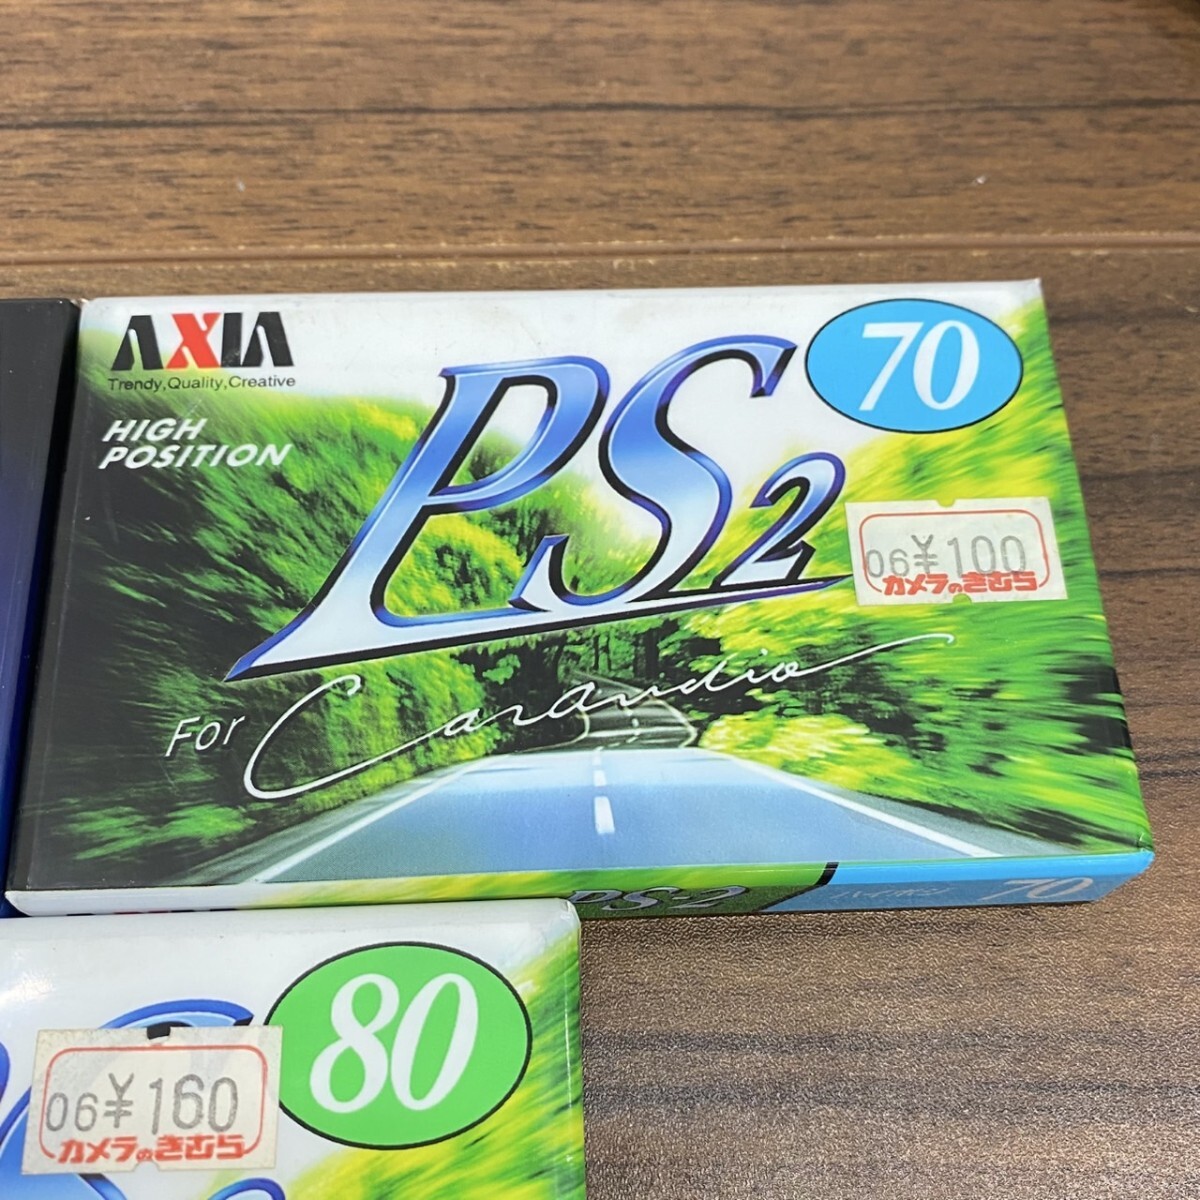 AXIA
Trendy,Quality,Creative
HIGH
POSITION
PS2
70
06¥100
カメラのきむら
For Caraudio
PS-2
70
80
06¥160
カメラのきむら